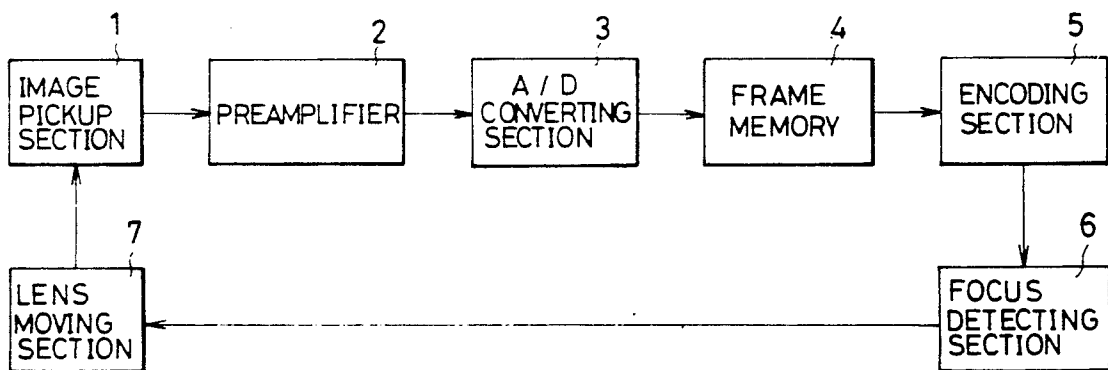 1
IMAGE
PICKUP
SECTION
2
PREAMPLIFIER
3
A / D
CONVERTING
SECTION
4
FRAME
MEMORY
5
ENCODING
SECTION
6
FOCUS
DETECTING
SECTION
7
LENS
MOVING
SECTION